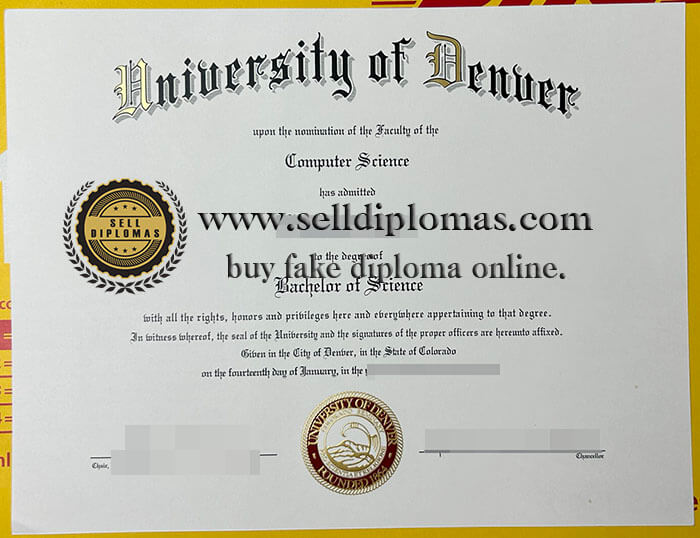 University of Denver
upon the nomination of the Faculty of the
Computer Science
has admitted
SELL
DIPLOMAS
www.selldiplomas.com
to the degree of
buy fake diploma online.
Bachelor of Science
with all the rights, honors and privileges here and everywhere appertaining to that degree.
In witness whereof, the seal of the University and the signatures of the proper officers are hereunto affixed.
Given in the City of Denver, in the State of Colorado
on the fourteenth day of January, in the
UNIVERSITY OF DENVER
FOUNDED 1864
Chair,
Chancellor